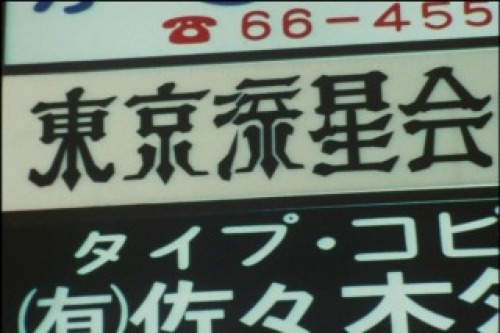 ☎66-455
東京流星会
タイプ・コピ
(有)佐々木